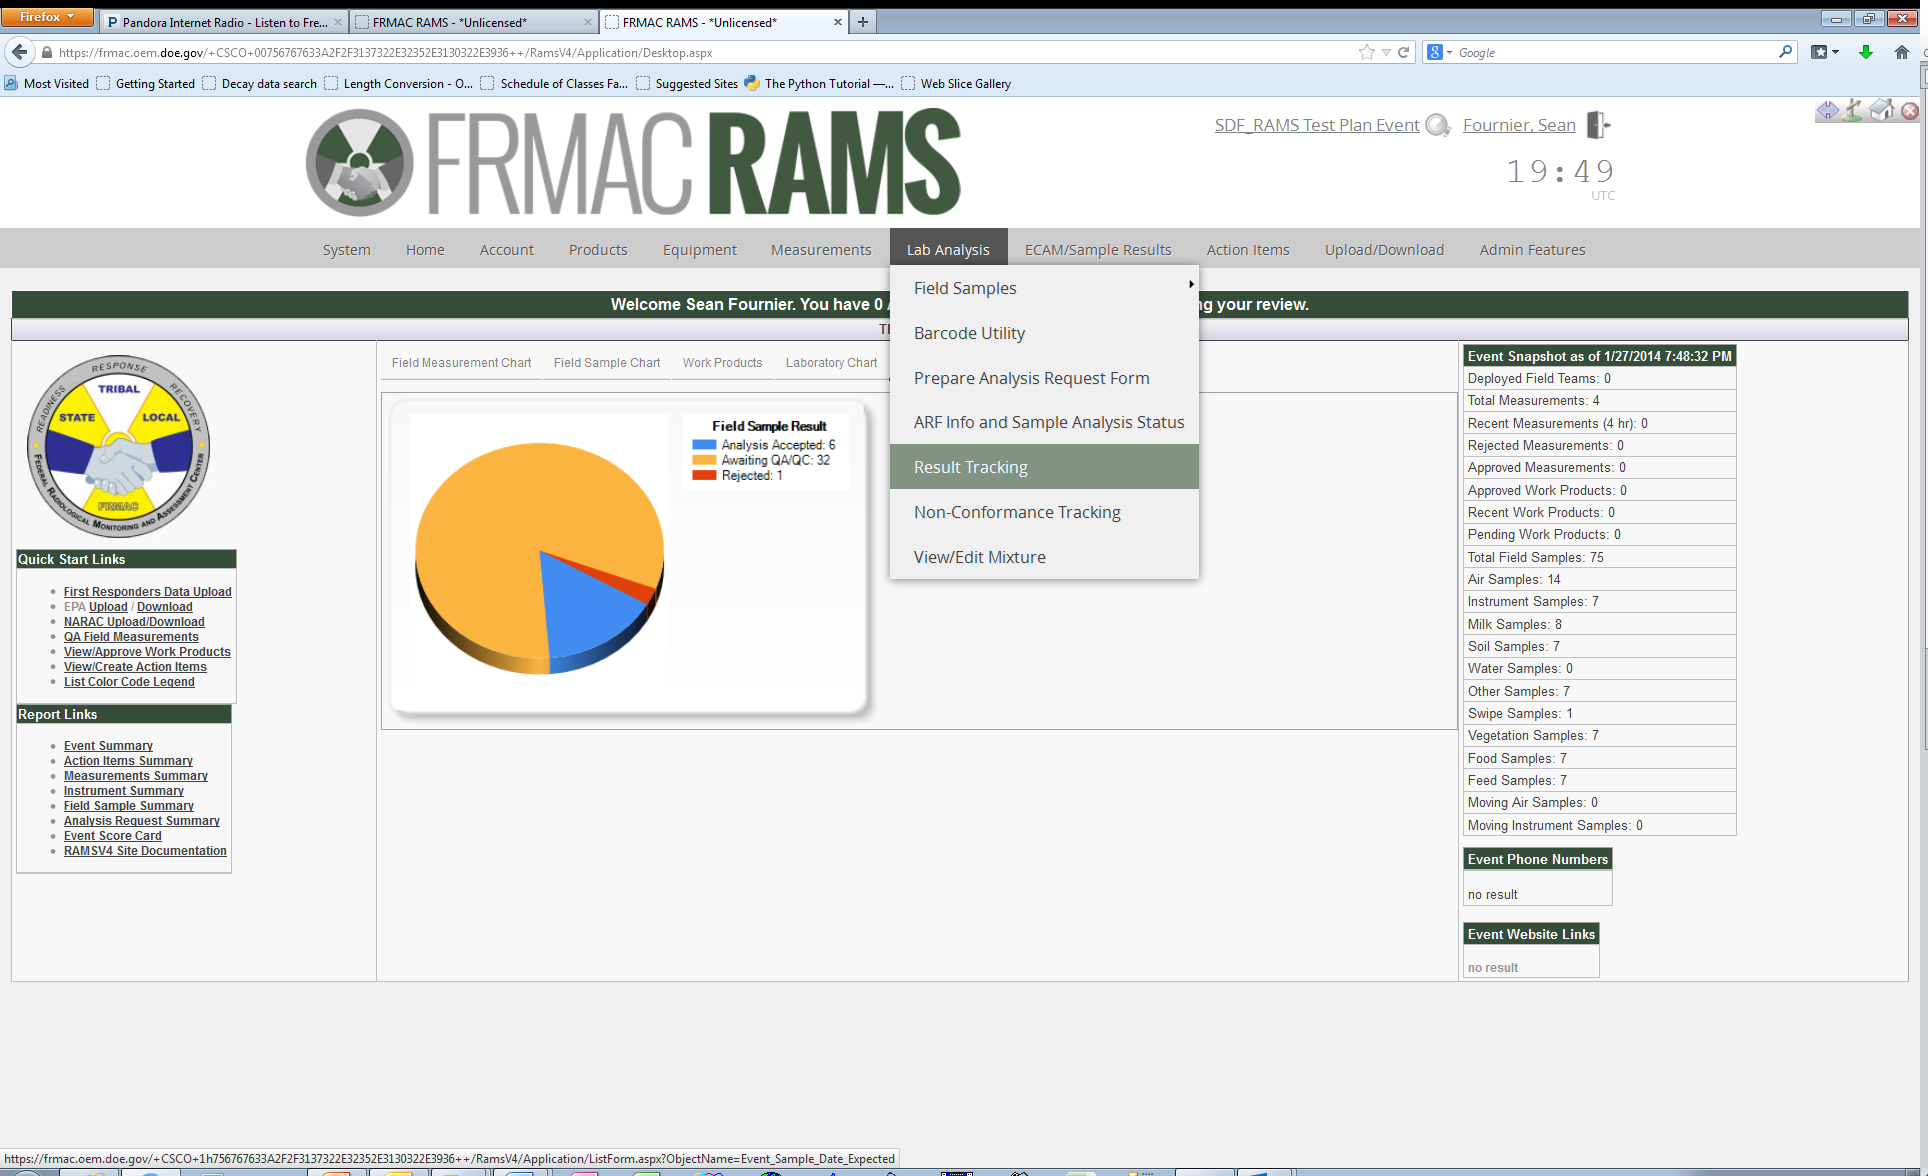 Firefox
Pandora Internet Radio - Listen to Fre...
FRMAC RAMS - *Unlicensed*
FRMAC RAMS - *Unlicensed*
https://frmac.oem.doe.gov/+CSCO+00756767633A2F2F3137322E32352E3130322E3936++/RamsV4/Application/Desktop.aspx
Google
Most Visited
Getting Started
Decay data search
Length Conversion - O...
Schedule of Classes Fa...
Suggested Sites
The Python Tutorial —...
Web Slice Gallery
FRMAC RAMS
SDF_RAMS Test Plan Event
Fournier, Sean
19:49
UTC
System
Home
Account
Products
Equipment
Measurements
Lab Analysis
ECAM/Sample Results
Action Items
Upload/Download
Admin Features
Field Samples
Barcode Utility
Prepare Analysis Request Form
ARF Info and Sample Analysis Status
Result Tracking
Non-Conformance Tracking
View/Edit Mixture
Welcome Sean Fournier. You have 0
ng your review.
READINESS RESPONSE RECOVERY
TRIBAL
STATE
LOCAL
FRMAC
FEDERAL RADIOLOGICAL MONITORING AND ASSESSMENT CENTER
Quick Start Links
First Responders Data Upload
EPA Upload / Download
NARAC Upload/Download
QA Field Measurements
View/Approve Work Products
View/Create Action Items
List Color Code Legend
Report Links
Event Summary
Action Items Summary
Measurements Summary
Instrument Summary
Field Sample Summary
Analysis Request Summary
Event Score Card
RAMSV4 Site Documentation
Field Measurement Chart
Field Sample Chart
Work Products
Laboratory Chart
Field Sample Result
Analysis Accepted: 6
Awaiting QA/QC: 32
Rejected: 1
Event Snapshot as of 1/27/2014 7:48:32 PM
Deployed Field Teams: 0
Total Measurements: 4
Recent Measurements (4 hr): 0
Rejected Measurements: 0
Approved Measurements: 0
Approved Work Products: 0
Recent Work Products: 0
Pending Work Products: 0
Total Field Samples: 75
Air Samples: 14
Instrument Samples: 7
Milk Samples: 8
Soil Samples: 7
Water Samples: 0
Other Samples: 7
Swipe Samples: 1
Vegetation Samples: 7
Food Samples: 7
Feed Samples: 7
Moving Air Samples: 0
Moving Instrument Samples: 0
Event Phone Numbers
no result
Event Website Links
no result
https://frmac.oem.doe.gov/+CSCO+1h756767633A2F2F3137322E32352E3130322E3936++/RamsV4/Application/ListForm.aspx?ObjectName=Event_Sample_Date_Expected